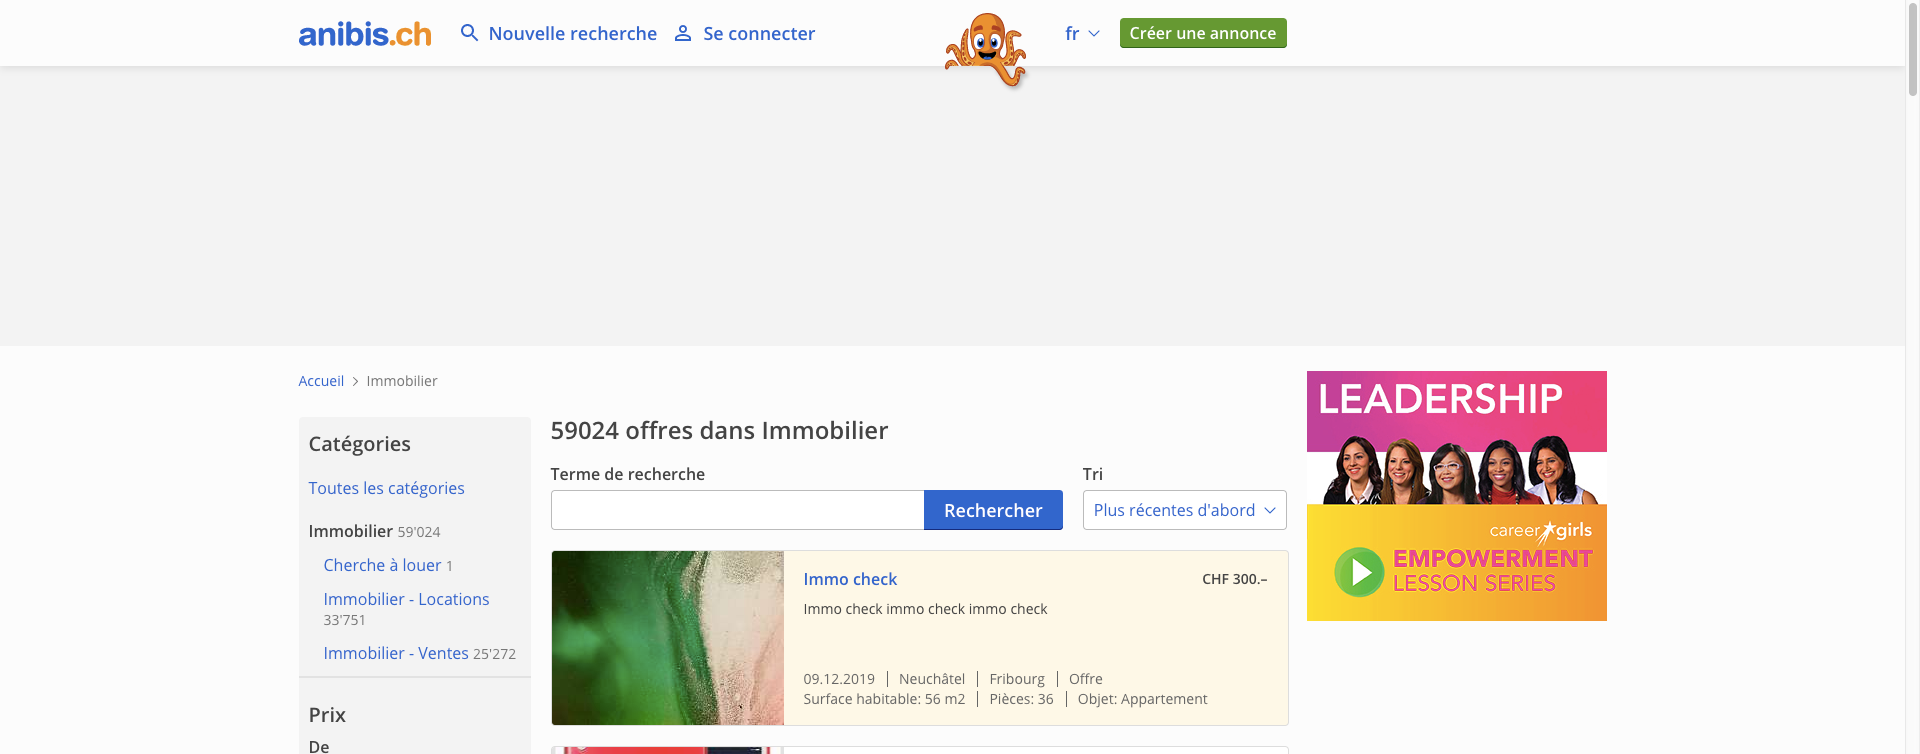 anibis.ch
Nouvelle recherche
Se connecter
fr
Créer une annonce
Accueil > Immobilier
Catégories
Toutes les catégories
Immobilier 59'024
Cherche à louer 1
Immobilier - Locations
33'751
Immobilier - Ventes 25'272
Prix
De
59024 offres dans Immobilier
Terme de recherche
Rechercher
Tri
Plus récentes d'abord
Immo check
CHF 300.–
Immo check immo check immo check
09.12.2019 | Neuchâtel | Fribourg | Offre
Surface habitable: 56 m2 | Pièces: 36 | Objet: Appartement
LEADERSHIP
career girls
EMPOWERMENT
LESSON SERIES